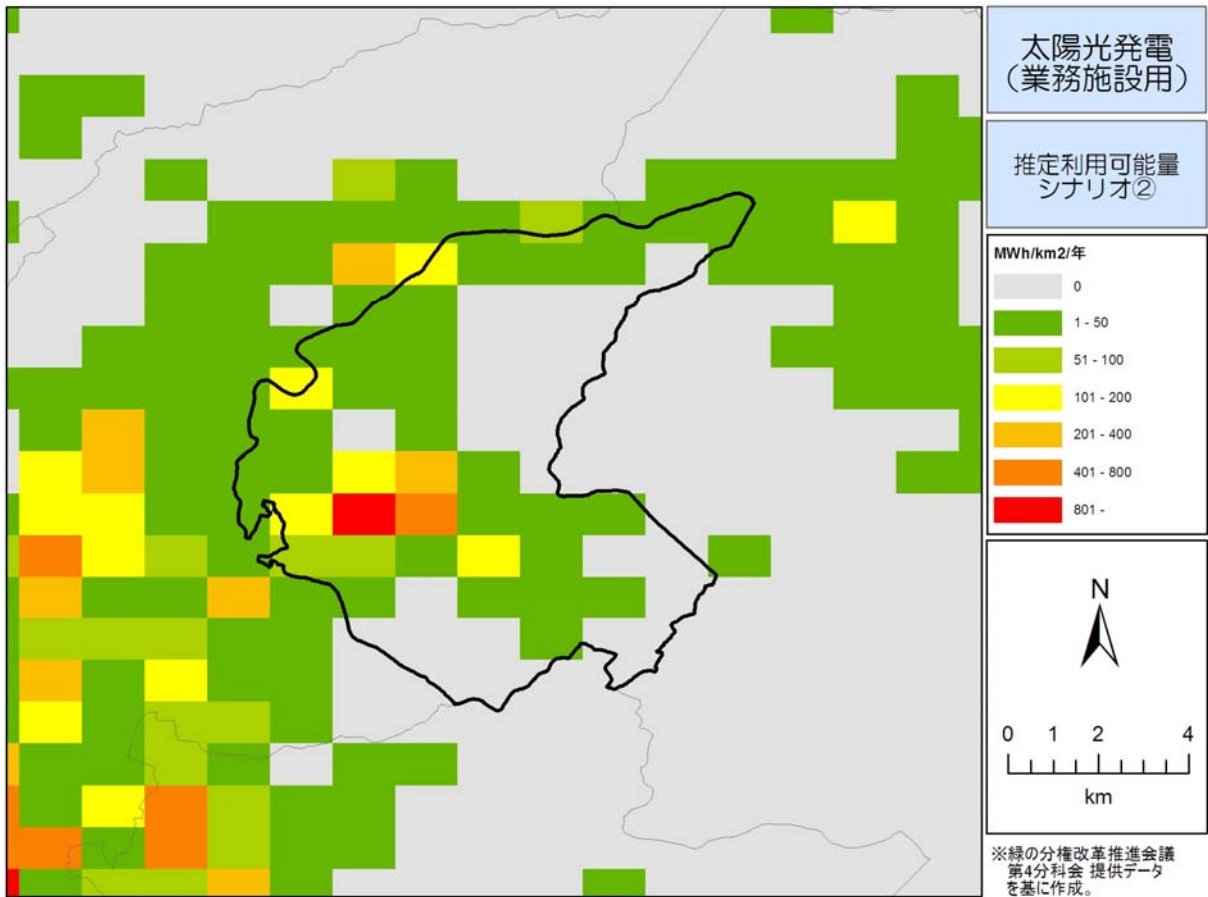 太陽光発電
（業務施設用）
推定利用可能量
シナリオ②
MWh/km2/年
0
1 - 50
51 - 100
101 - 200
201 - 400
401 - 800
801 -
N
0 1 2 4
km
※緑の分権改革推進会議
第4分科会 提供データ
を基に作成。